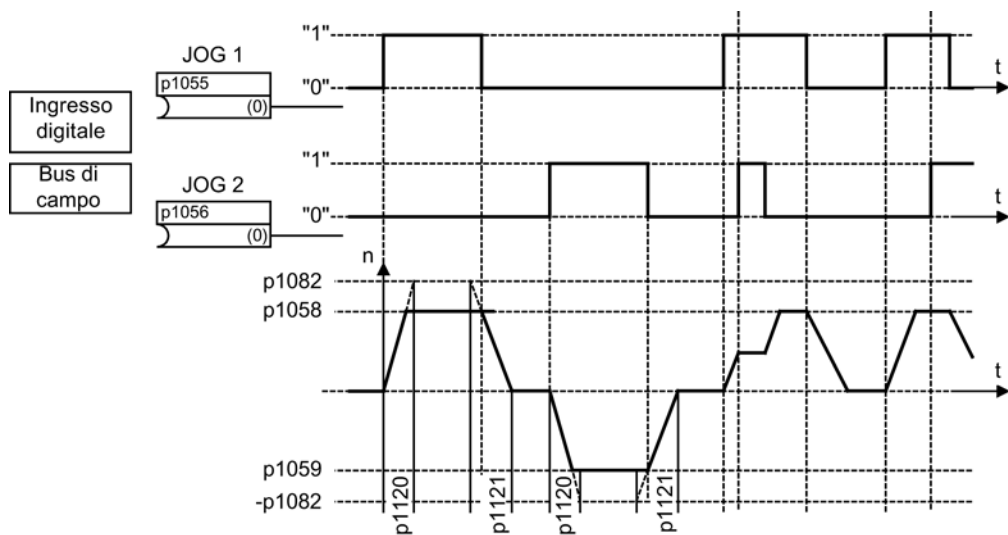 "1"
JOG 1
p1055
(0)
"0"
t
Ingresso
digitale
Bus di
campo
"1"
JOG 2
p1056
(0)
"0"
t
n
p1082
p1058
t
p1059
-p1082
p1120
p1121
p1120
p1121